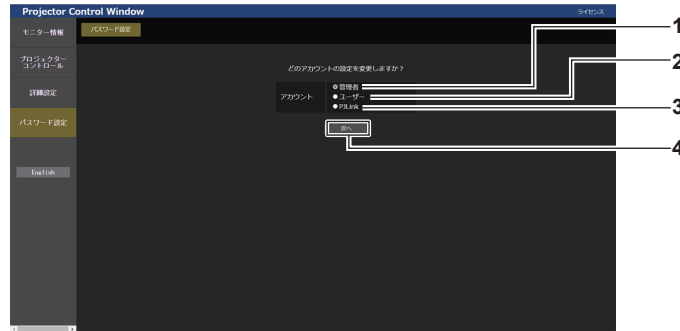 Projector Control Window
ライセンス
モニター情報
パスワード設定
プロジェクター
コントロール
どのアカウントの設定を変更しますか？
詳細設定
アカウント
管理者
ユーザー
PJLink
パスワード設定
次へ
English
1
2
3
4